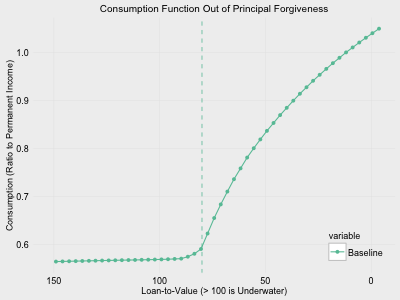 Consumption Function Out of Principal Forgiveness
Consumption (Ratio to Permanent Income)
1.0
0.9
0.8
0.7
0.6
variable
Baseline
150
100
50
0
Loan-to-Value (> 100 is Underwater)